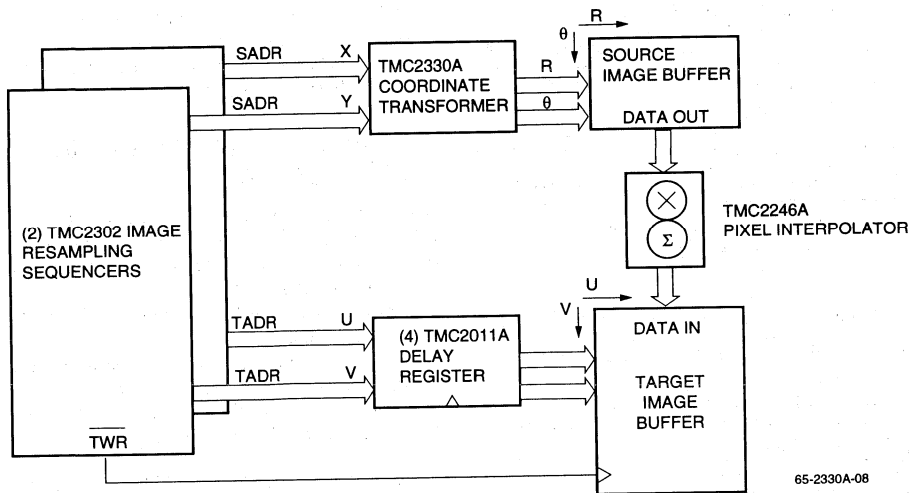 R
θ
SADR X
TMC2330A
COORDINATE
TRANSFORMER
R
SOURCE
IMAGE BUFFER
SADR Y
θ
DATA OUT
(2) TMC2302 IMAGE
RESAMPLING
SEQUENCERS
Σ
TMC2246A
PIXEL INTERPOLATOR
U
V
TADR U
(4) TMC2011A
DELAY
REGISTER
DATA IN
TADR V
TARGET
IMAGE
BUFFER
TWR
65-2330A-08